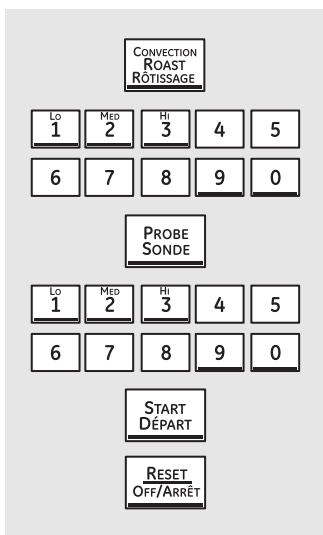 CONVECTION
ROAST
RÔTISSAGE
LO MED HI
1 2 3 4 5
6 7 8 9 0
PROBE
SONDE
LO MED HI
1 2 3 4 5
6 7 8 9 0
START
DÉPART
RESET
OFF/ARRÊT